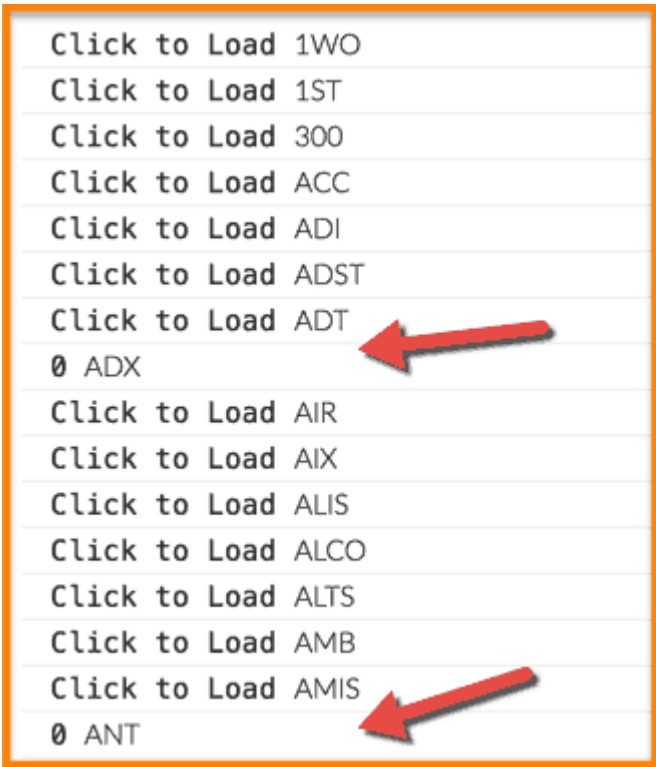 Click to Load 1WO
Click to Load 1ST
Click to Load 300
Click to Load ACC
Click to Load ADI
Click to Load ADST
Click to Load ADT
0 ADX
Click to Load AIR
Click to Load AIX
Click to Load ALIS
Click to Load ALCO
Click to Load ALTS
Click to Load AMB
Click to Load AMIS
0 ANT